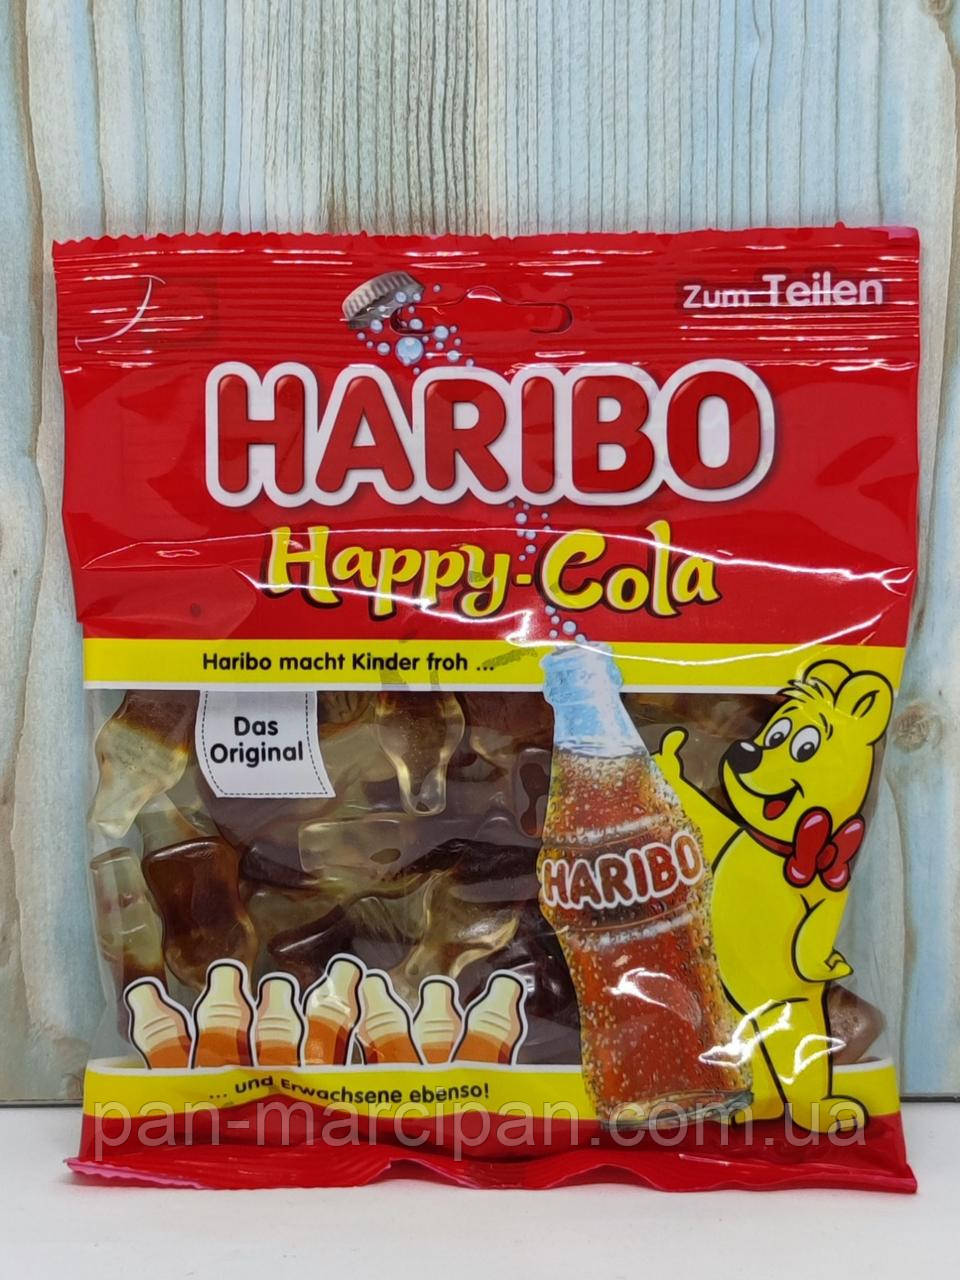 Zum Teilen
HARIBO
Happy-Cola
Haribo macht Kinder froh ...
Das
Original
HARIBO
... und Erwachsene ebenso!
pan-marcipan.com.ua